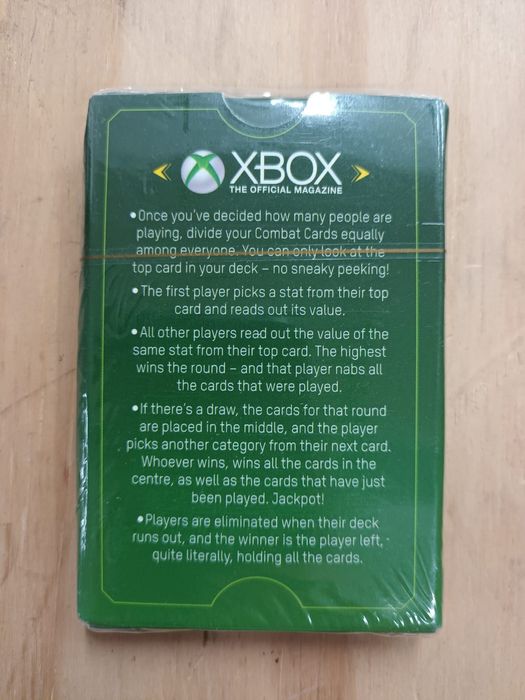 XBOX
THE OFFICIAL MAGAZINE
•Once you've decided how many people are
playing, divide your Combat Cards equally
among everyone. You can only look at the
top card in your deck – no sneaky peeking!
•The first player picks a stat from their top
card and reads out its value.
•All other players read out the value of the
same stat from their top card. The highest
wins the round – and that player nabs all
the cards that were played.
•If there's a draw, the cards for that round
are placed in the middle, and the player
picks another category from their next card.
Whoever wins, wins all the cards in the
centre, as well as the cards that have just
been played. Jackpot!
•Players are eliminated when their deck
runs out, and the winner is the player left,
quite literally, holding all the cards.